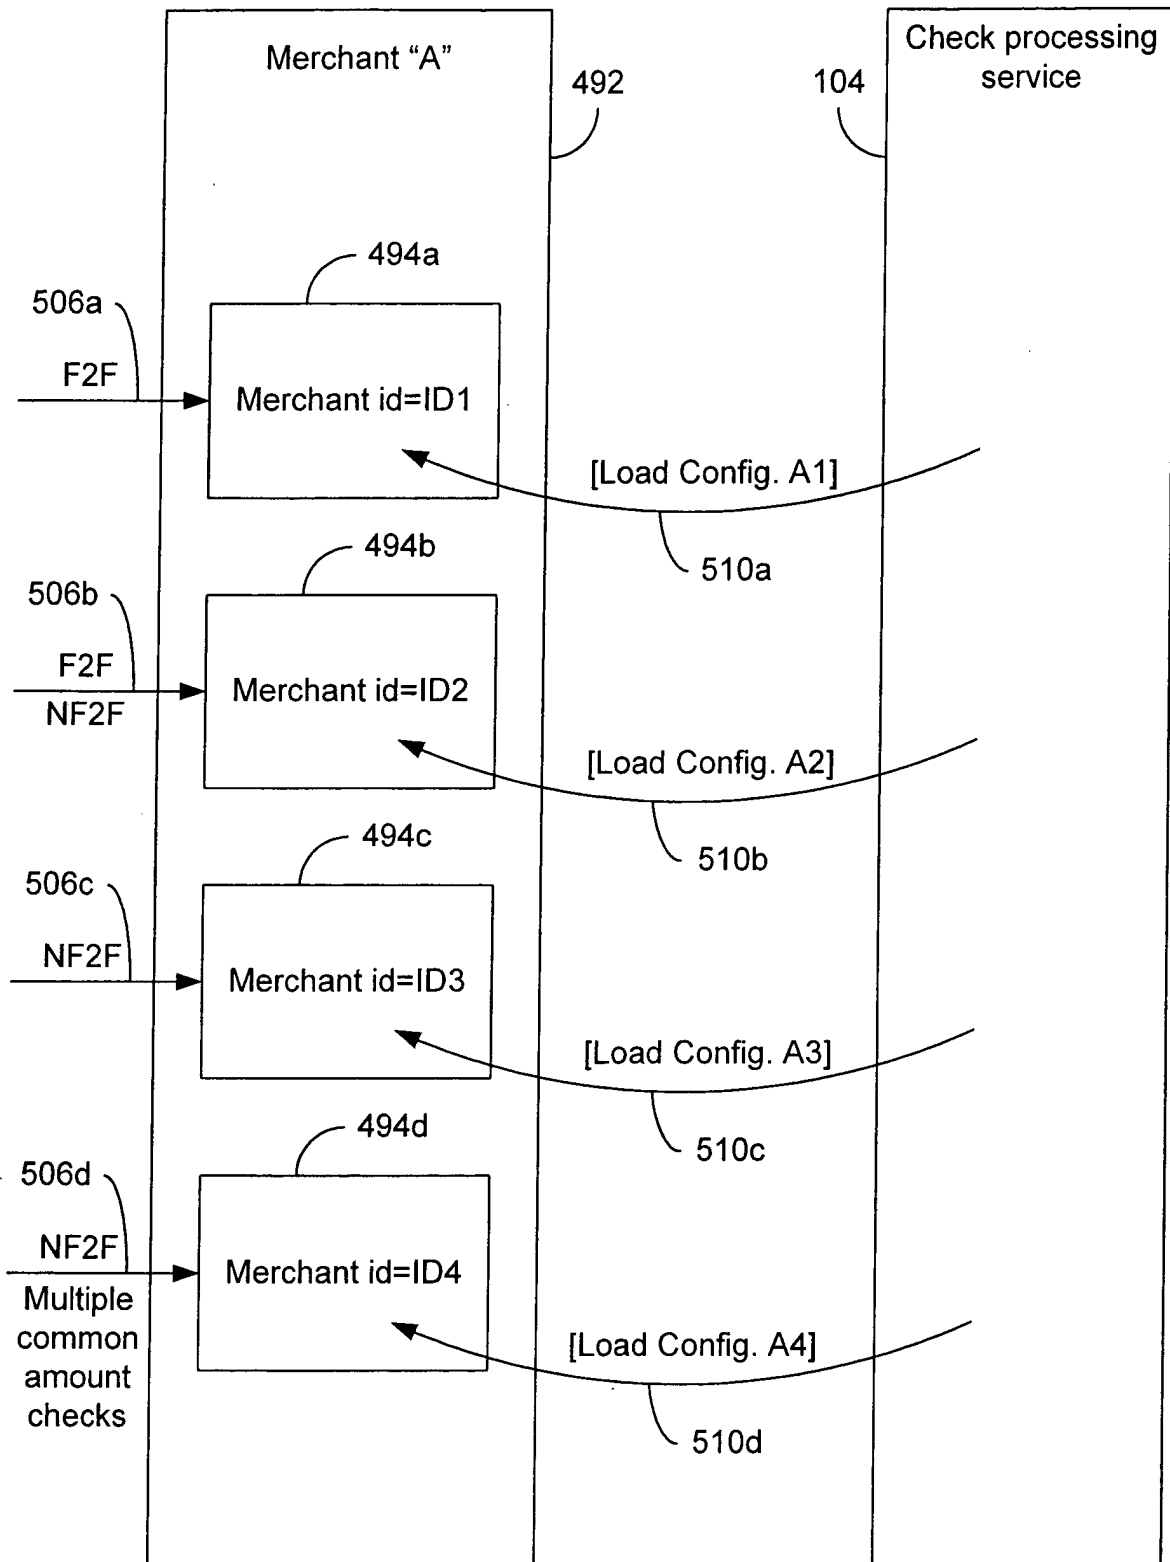 Merchant “A”
Check processing
service
492
104
494a
506a
F2F
Merchant id=ID1
[Load Config. A1]
510a
494b
506b
F2F
NF2F
Merchant id=ID2
[Load Config. A2]
510b
494c
506c
NF2F
Merchant id=ID3
[Load Config. A3]
510c
494d
506d
NF2F
Multiple
common
amount
checks
Merchant id=ID4
[Load Config. A4]
510d